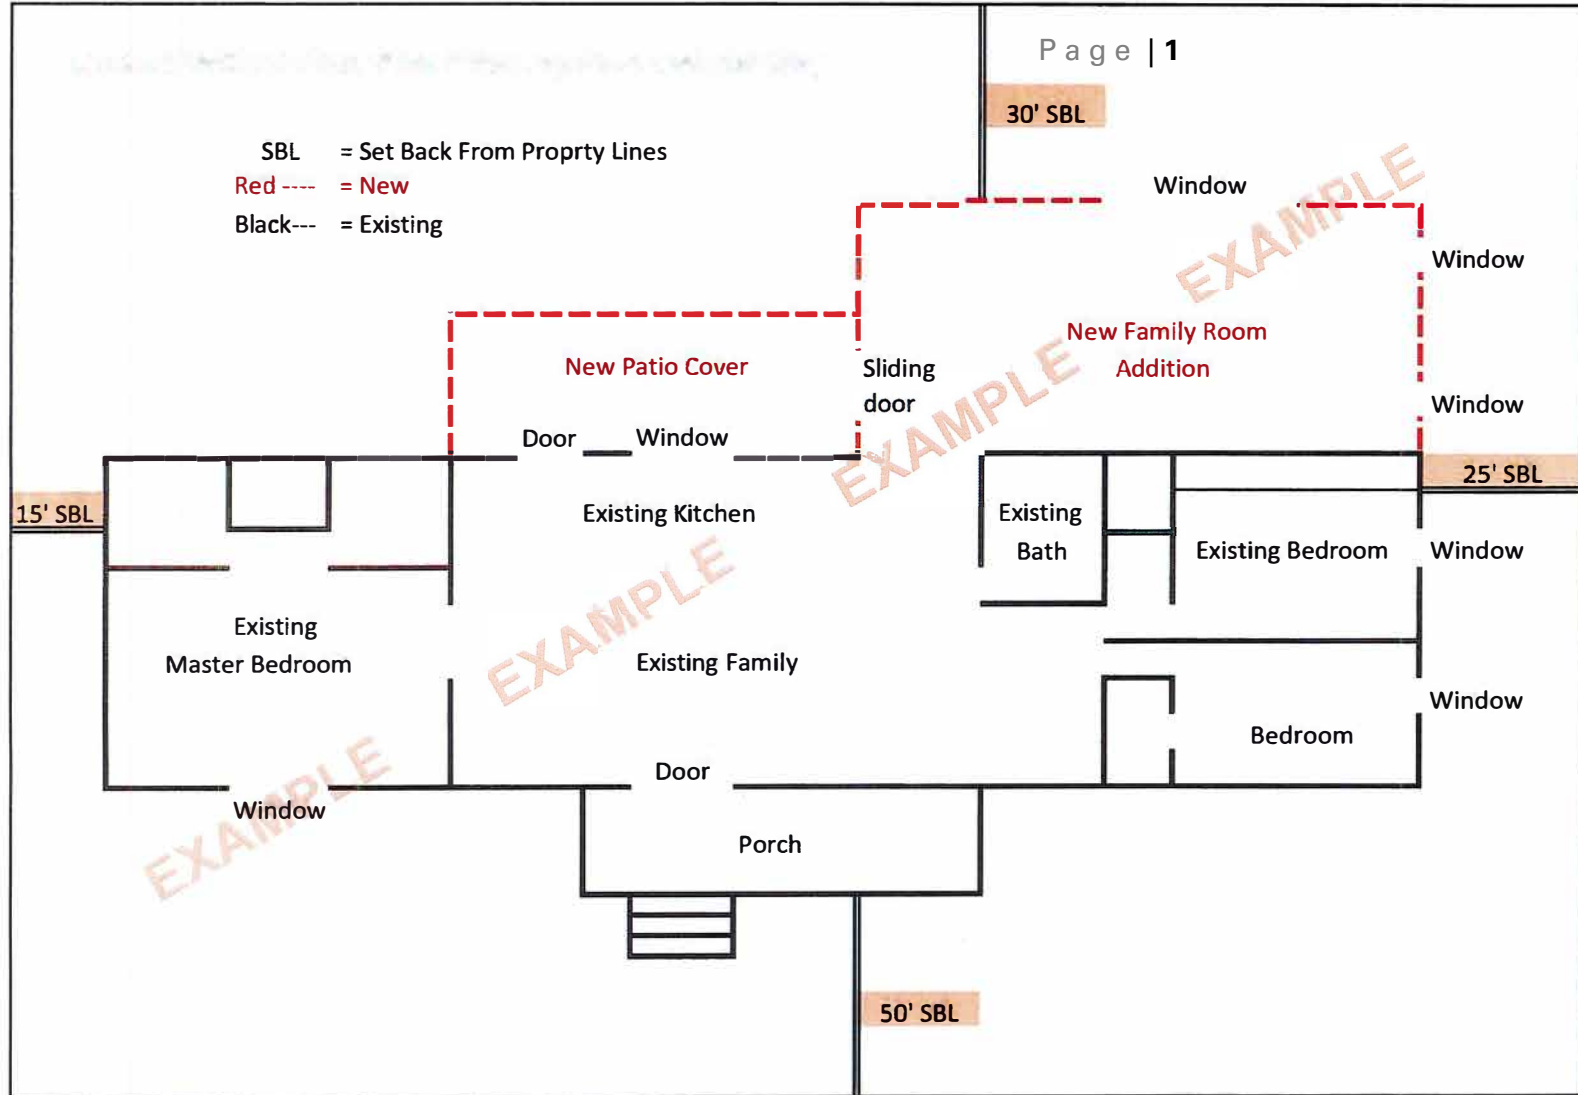 Page | 1
30' SBL
SBL = Set Back From Proprty Lines
Red ---- = New
Black--- = Existing
Window
EXAMPLE
Window
New Family Room
Addition
New Patio Cover
Sliding
door
EXAMPLE
Window
Door
Window
25' SBL
15' SBL
Existing Kitchen
Existing
Bath
Existing Bedroom
Window
EXAMPLE
Existing
Master Bedroom
Existing Family
Window
Bedroom
Door
EXAMPLE
Window
Porch
50' SBL